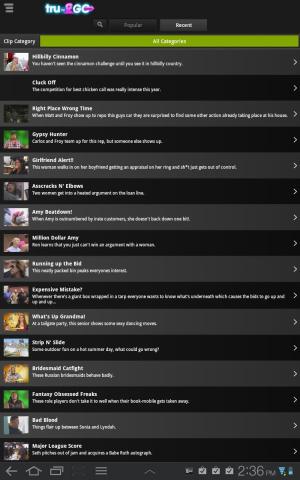 tru-2GC
Popular
Recent
Clip Category
All Categories
Hillbilly Cinnamon
You haven't seen the cinnamon challenge until you see it in hillbilly country.
Cluck Off
The competition for best chicken call was really intense this year.
Right Place Wrong Time
When Matt and Froy show up to repo this guys car they are surprised to find some other action already taking place at his house.
Gypsy Hunter
Carlos and Froy team up for this rep, but someone else shows up.
Girlfriend Alert!!
This woman walks in on her boyfriend getting an appraisal on her ring and sh*t just gets out of control.
Asscracks N' Elbows
Two women get into a heated argument on the loan line.
Amy Beatdown!
When Amy is outnumbered by irate customers, she doesn't back down one bit!.
Million Dollar Amy
Ron learns that you just can't win an argument with a woman.
Running up the Bid
This neatly packed bin peaks everyones interest.
Expensive Mistake?
Whenever there's a giant box wrapped in a tarp everyone wants to know what's underneath which causes the bids to go up
and up and up...
What's Up Grandma!
At a tailgate party, this senior shows some sexy dancing moves.
Strip N' Slide
Some outdoor fun on a hot summer day, what could go wrong?
Bridesmaid Catfight
These Russian bridesmaids behave badly.
Fantasy Obsessed Freaks
These role players don't take it to well when their book-mobile gets taken away.
Bad Blood
Things flair up between Sonia and Lyndah.
Major League Score
Seth pitches out of jam and acquires a Babe Roth autograph.
2:36 PM